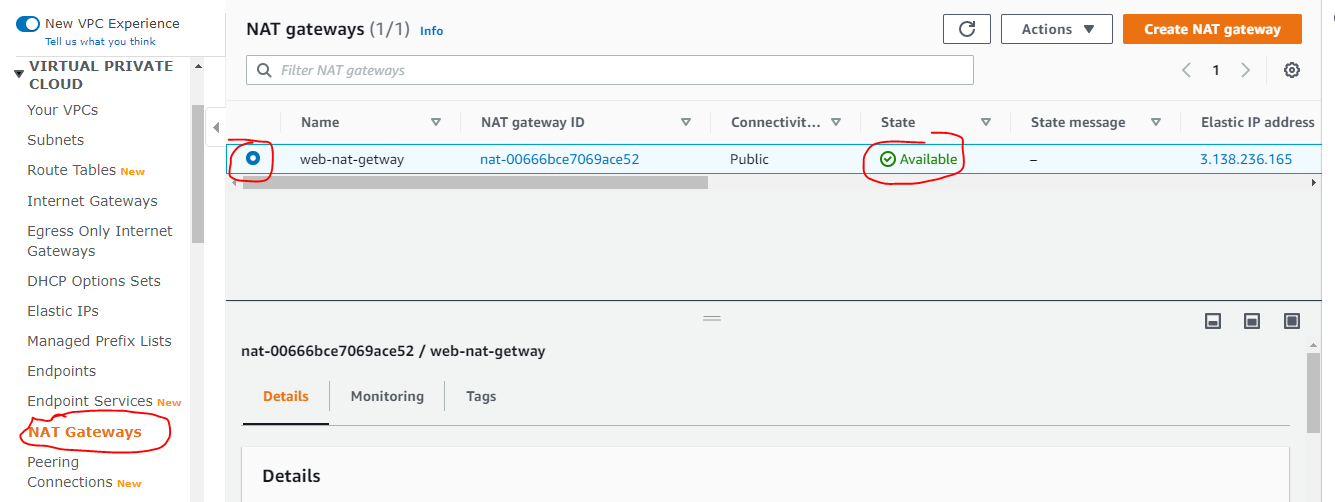 New VPC Experience
Tell us what you think
VIRTUAL PRIVATE
CLOUD
Your VPCs
Subnets
Route Tables New
Internet Gateways
Egress Only Internet
Gateways
DHCP Options Sets
Elastic IPs
Managed Prefix Lists
Endpoints
Endpoint Services New
NAT Gateways
Peering
Connections New
NAT gateways (1/1) Info
Actions
Create NAT gateway
Filter NAT gateways
1
Name NAT gateway ID Connectivit... State State message Elastic IP address
web-nat-getway nat-00666bce7069ace52 Public Available – 3.138.236.165
nat-00666bce7069ace52 / web-nat-getway
Details Monitoring Tags
Details